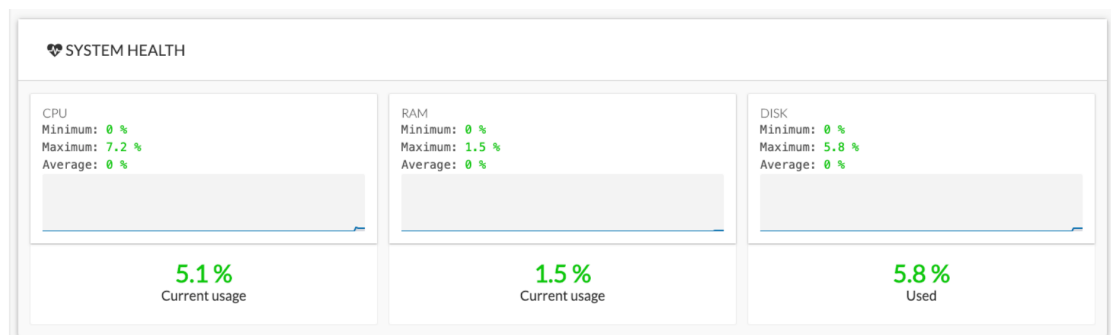 SYSTEM HEALTH
CPU
Minimum: 0 %
Maximum: 7.2 %
Average: 0 %
5.1 %
Current usage
RAM
Minimum: 0 %
Maximum: 1.5 %
Average: 0 %
1.5 %
Current usage
DISK
Minimum: 0 %
Maximum: 5.8 %
Average: 0 %
5.8 %
Used